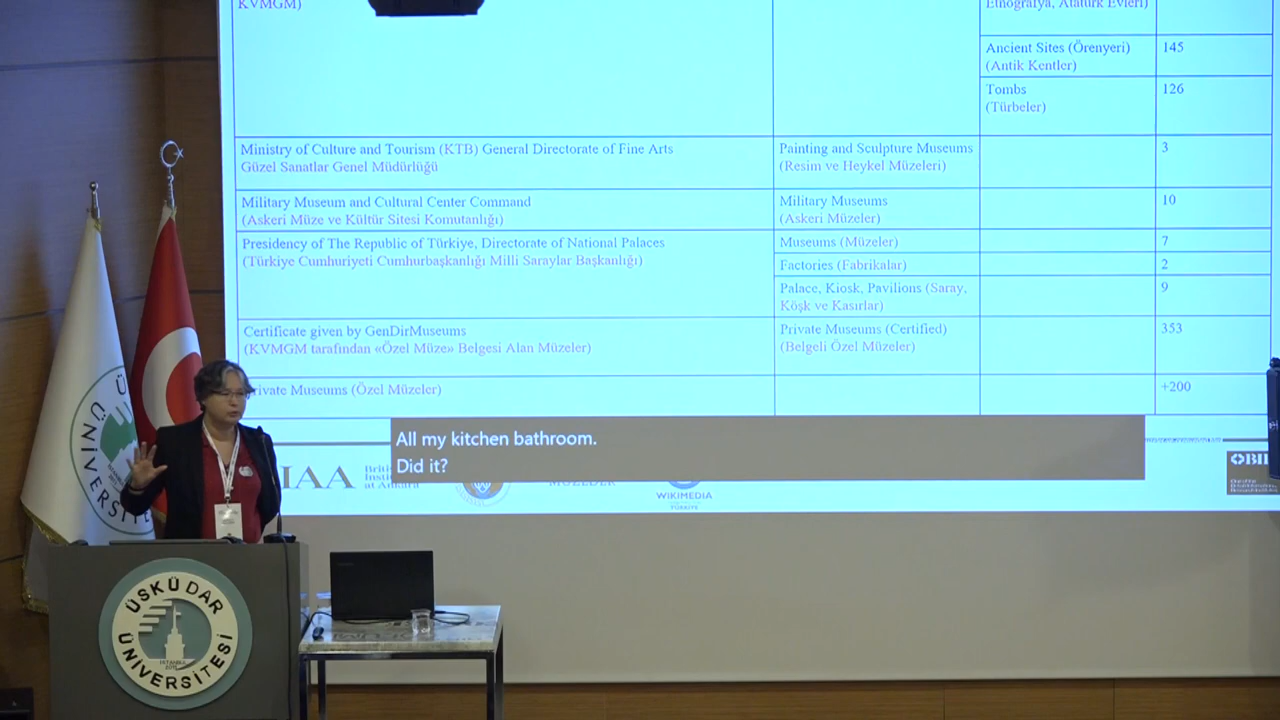 KVMGM)
Etnografya, Atatürk Evleri)
Ancient Sites (Örenyeri)
(Antik Kentler)
145
Tombs
(Türbeler)
126
Ministry of Culture and Tourism (KTB) General Directorate of Fine Arts
Güzel Sanatlar Genel Müdürlüğü
Painting and Sculpture Museums
(Resim ve Heykel Müzeleri)
3
Military Museum and Cultural Center Command
(Askeri Müze ve Kültür Sitesi Komutanlığı)
Military Museums
(Askeri Müzeler)
10
Presidency of The Republic of Türkiye, Directorate of National Palaces
(Türkiye Cumhuriyeti Cumhurbaşkanlığı Milli Saraylar Başkanlığı)
Museums (Müzeler)
7
Factories (Fabrikalar)
2
Palace, Kiosk, Pavilions (Saray,
Köşk ve Kasırlar)
9
Certificate given by GenDirMuseums
(KVMGM tarafından «Özel Müze» Belgesi Alan Müzeler)
Private Museums (Certified)
(Belgeli Özel Müzeler)
353
Private Museums (Özel Müzeler)
+200
All my kitchen bathroom.
Did it?
IAA
at Ankara
MÜZEDER
WIKIMEDIA
TÜRKİYE
ÜNİVERSİTE
ÜSKÜDAR
ÜNİVERSİTESİ
İSTANBUL
2011